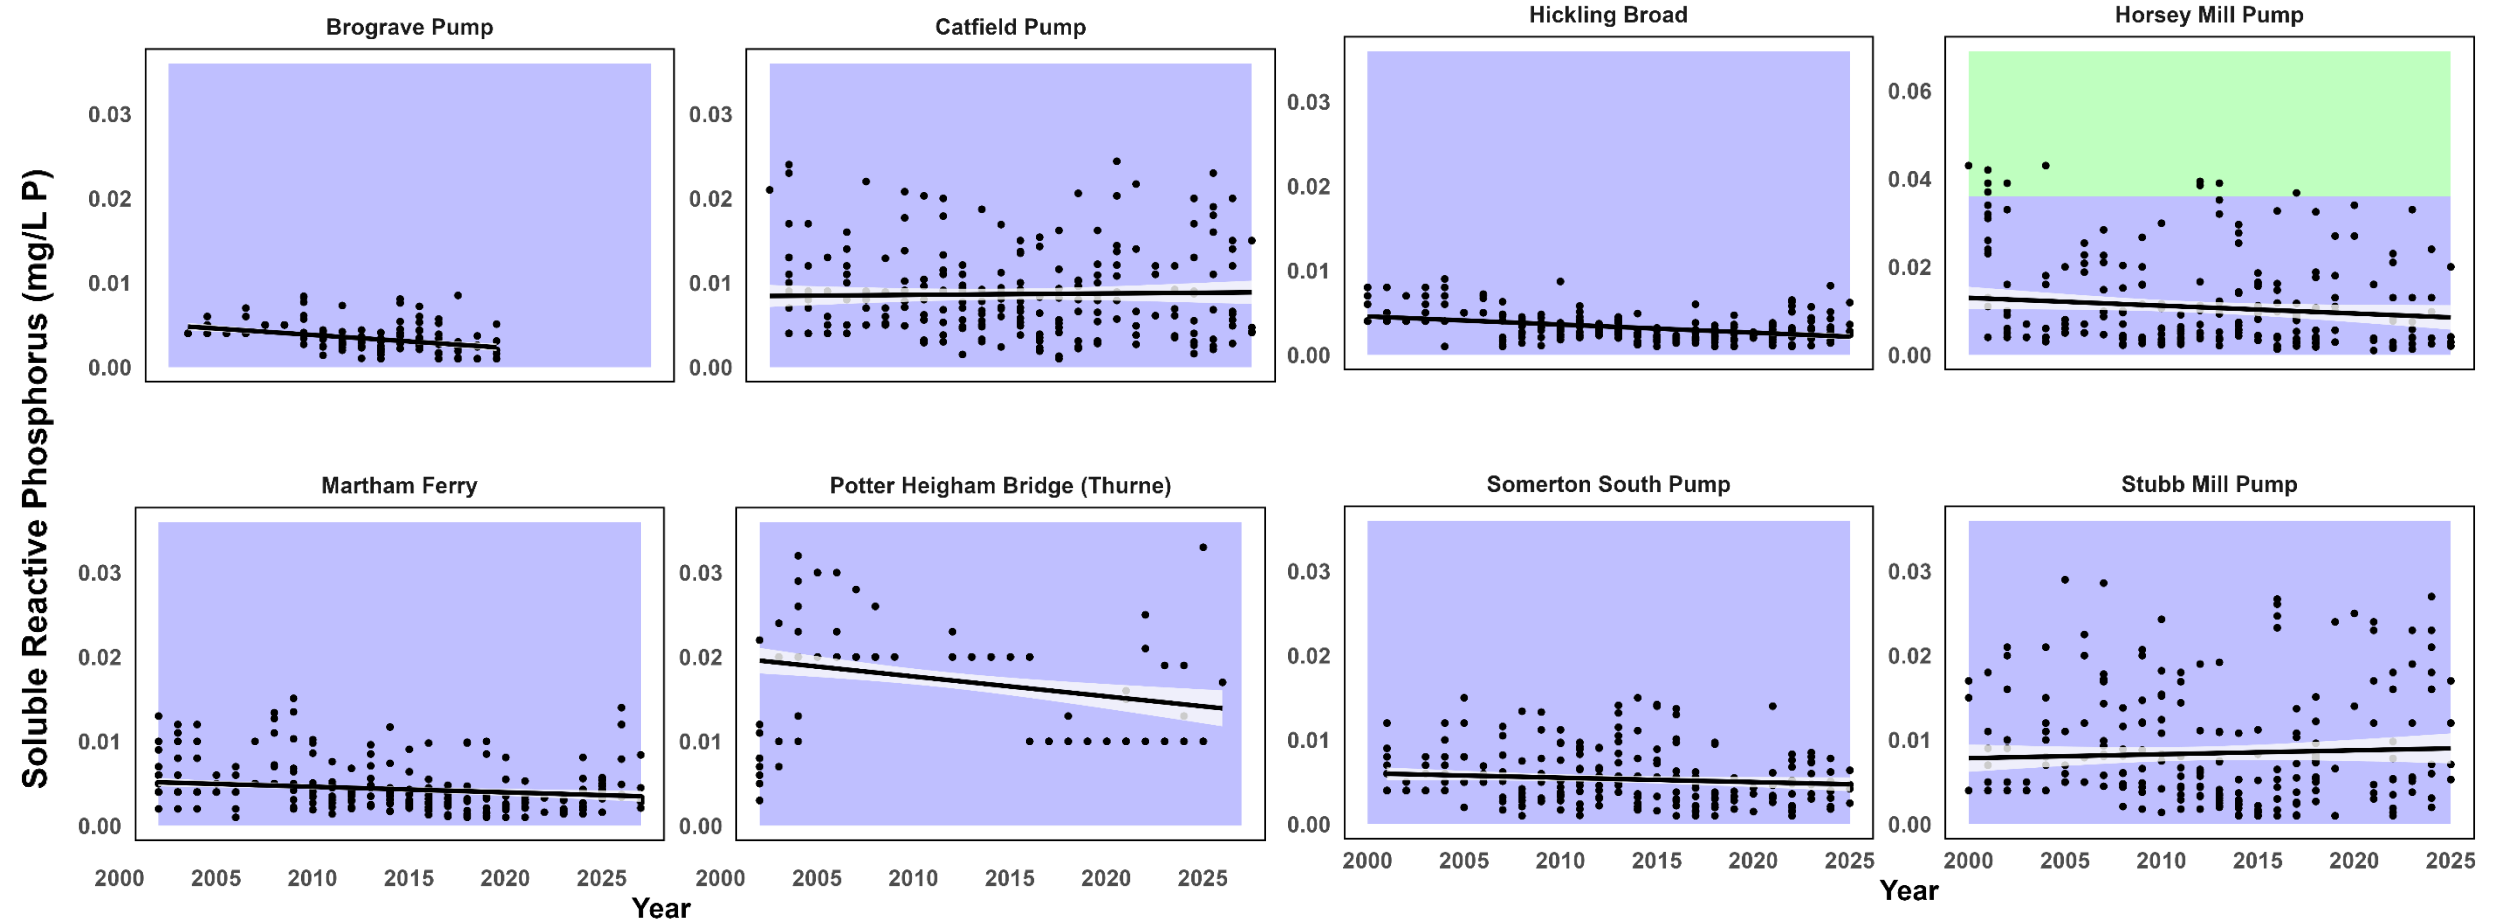 Brograve Pump
Catfield Pump
Hickling Broad
Horsey Mill Pump
0.03
0.02
0.01
0.00
0.03
0.02
0.01
0.00
0.03
0.02
0.01
0.00
0.06
0.04
0.02
0.00
Soluble Reactive Phosphorus (mg/L P)
Martham Ferry
Potter Heigham Bridge (Thurne)
Somerton South Pump
Stubb Mill Pump
0.03
0.02
0.01
0.00
0.03
0.02
0.01
0.00
0.03
0.02
0.01
0.00
0.03
0.02
0.01
0.00
2000 2005 2010 2015 2020 2025
2000 2005 2010 2015 2020 2025
2000 2005 2010 2015 2020 2025
2000 2005 2010 2015 2020 2025
Year
Year